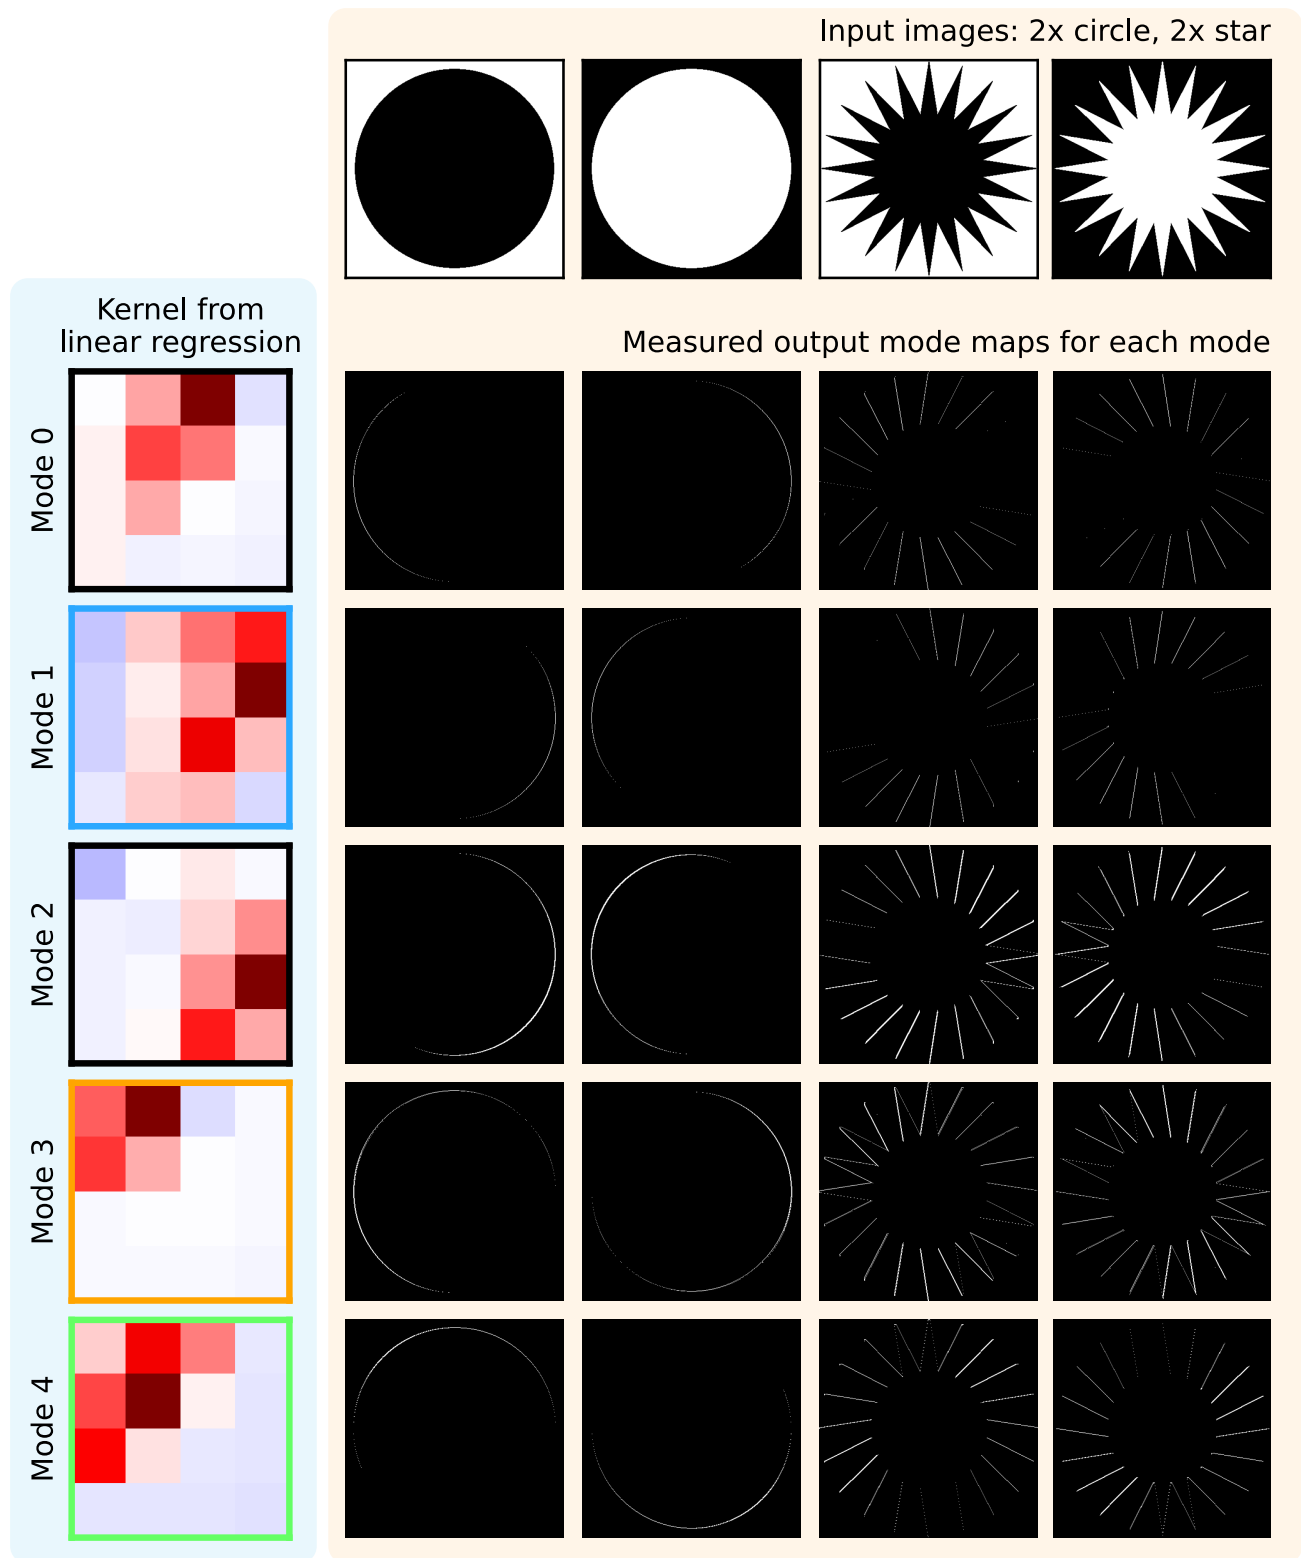 Input images: 2x circle, 2x star
Kernel from
linear regression
Measured output mode maps for each mode
Mode 0
Mode 1
Mode 2
Mode 3
Mode 4